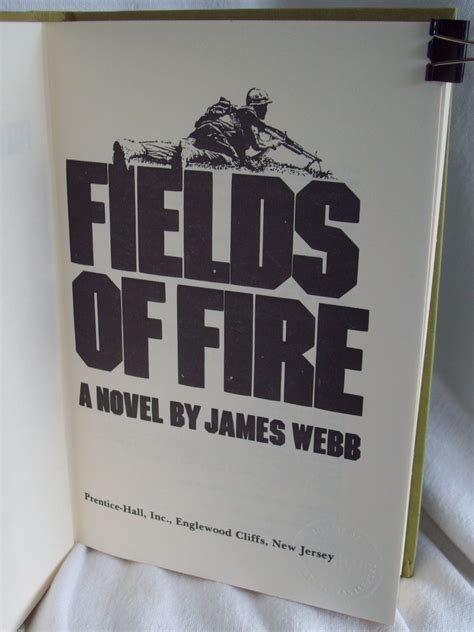 FIELDS
OF FIRE
A NOVEL BY JAMES WEBB
Prentice-Hall, Inc., Englewood Cliffs, New Jersey